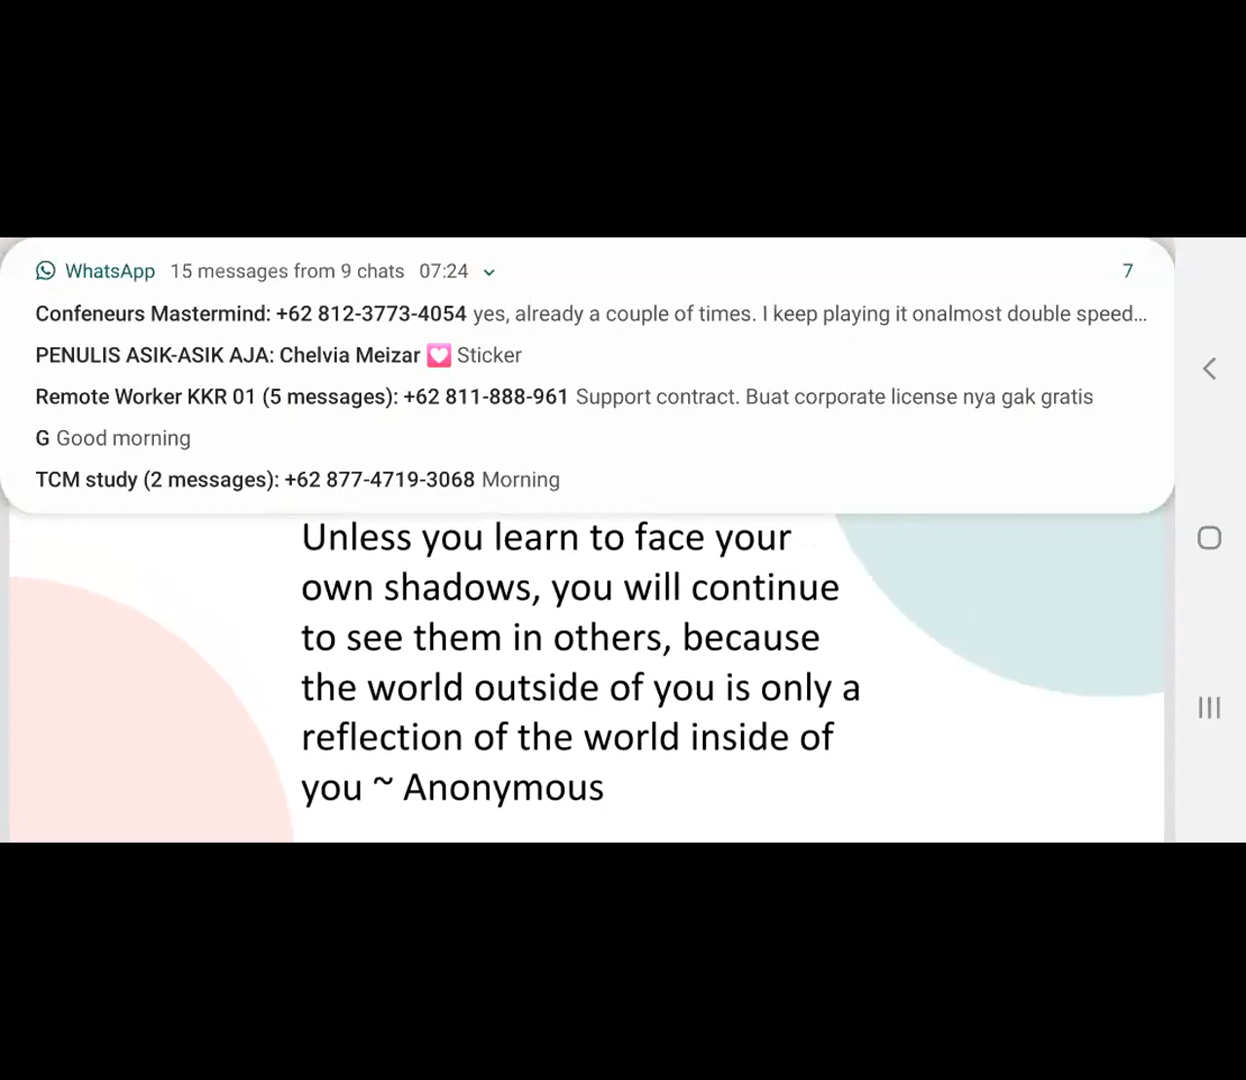 WhatsApp 15 messages from 9 chats 07:24 7
Confeneurs Mastermind: +62 812-3773-4054 yes, already a couple of times. I keep playing it onalmost double speed...
PENULIS ASIK-ASIK AJA: Chelvia Meizar 💟 Sticker
Remote Worker KKR 01 (5 messages): +62 811-888-961 Support contract. Buat corporate license nya gak gratis
G Good morning
TCM study (2 messages): +62 877-4719-3068 Morning
Unless you learn to face your
own shadows, you will continue
to see them in others, because
the world outside of you is only a
reflection of the world inside of
you ~ Anonymous